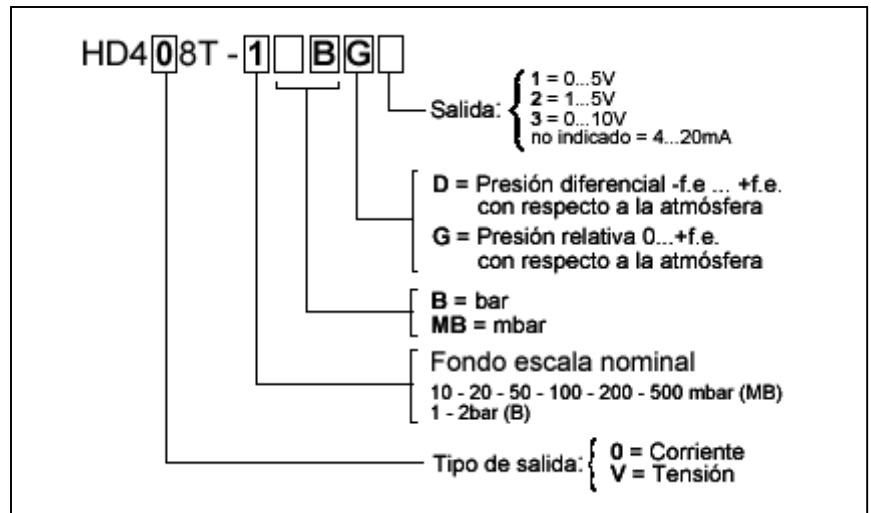 HD408T - 1 BG
Salida:
1 = 0...5V
2 = 1...5V
3 = 0...10V
no indicado = 4...20mA
D = Presión diferencial -f.e ... +f.e.
con respecto a la atmósfera
G = Presión relativa 0...+f.e.
con respecto a la atmósfera
B = bar
MB = mbar
Fondo escala nominal
10 - 20 - 50 - 100 - 200 - 500 mbar (MB)
1 - 2bar (B)
Tipo de salida:
0 = Corriente
V = Tensión